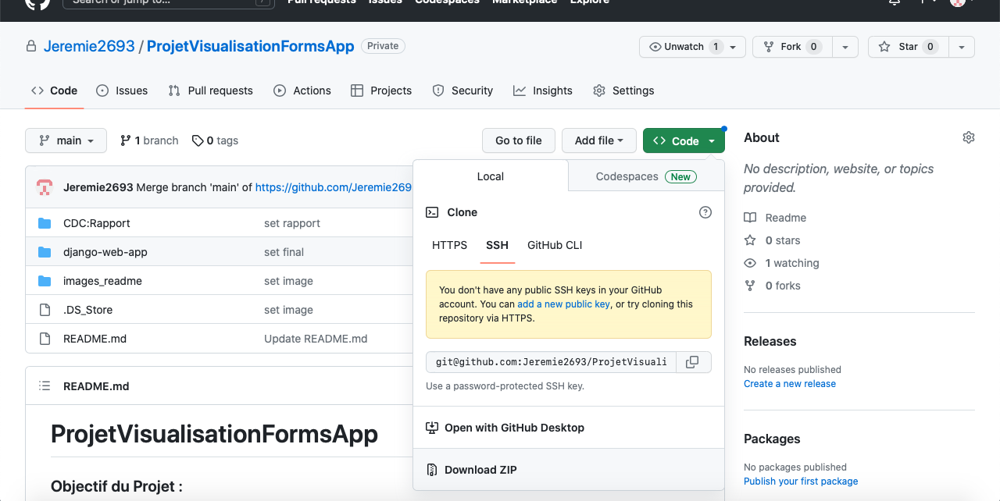 Search or jump to... /
Pull requests Issues Codespaces Marketplace Explore
Jeremie2693 / ProjetVisualisationFormsApp Private
Unwatch 1 Fork 0 Star 0
Code Issues Pull requests Actions Projects Security Insights Settings
main 1 branch 0 tags Go to file Add file Code
Jeremie2693 Merge branch 'main' of https://github.com/Jeremie269
CDC:Rapport set rapport
django-web-app set final
images_readme set image
.DS_Store set image
README.md Update README.md
README.md
ProjetVisualisationFormsApp
Objectif du Projet :
Local Codespaces New
Clone
HTTPS SSH GitHub CLI
You don't have any public SSH keys in your GitHub
account. You can add a new public key, or try cloning this
repository via HTTPS.
git@github.com:Jeremie2693/ProjetVisuali
Use a password-protected SSH key.
Open with GitHub Desktop
Download ZIP
About
No description, website, or topics
provided.
Readme
0 stars
1 watching
0 forks
Releases
No releases published
Create a new release
Packages
No packages published
Publish your first package